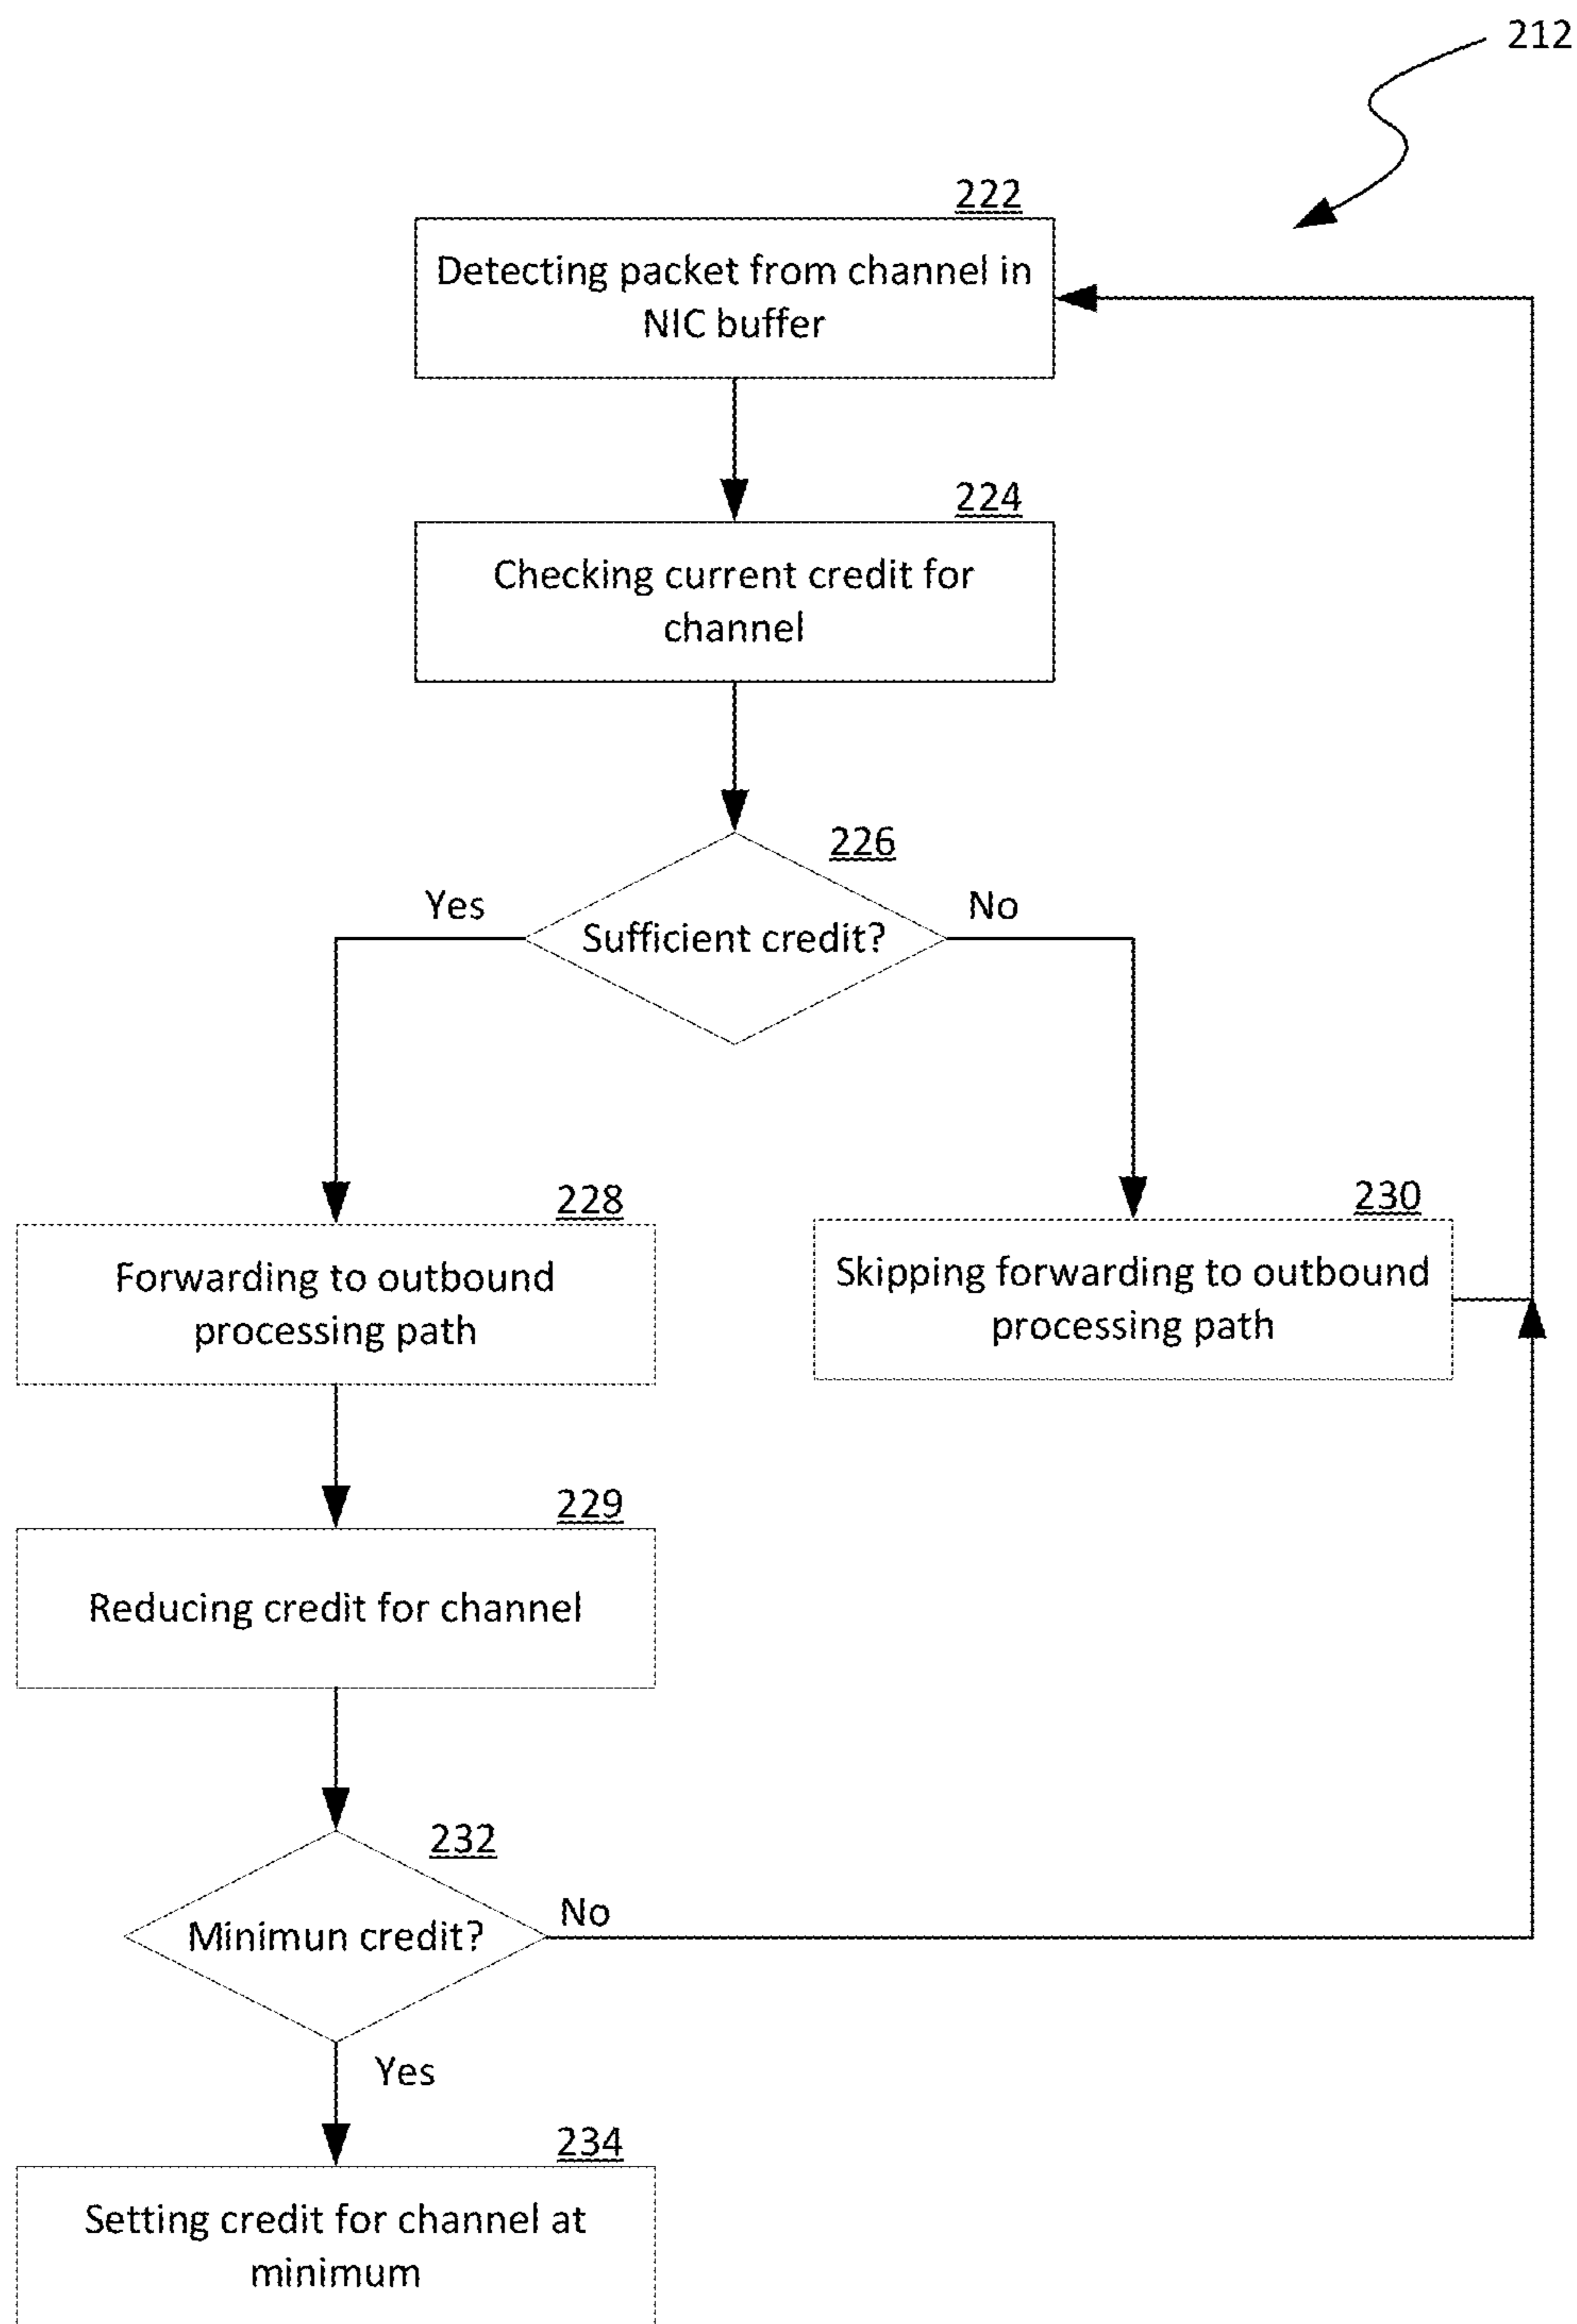 212
222
Detecting packet from channel in
NIC buffer
224
Checking current credit for
channel
226
Yes
No
Sufficient credit?
228
230
Forwarding to outbound
processing path
Skipping forwarding to outbound
processing path
229
Reducing credit for channel
232
Minimun credit?
No
Yes
234
Setting credit for channel at
minimum